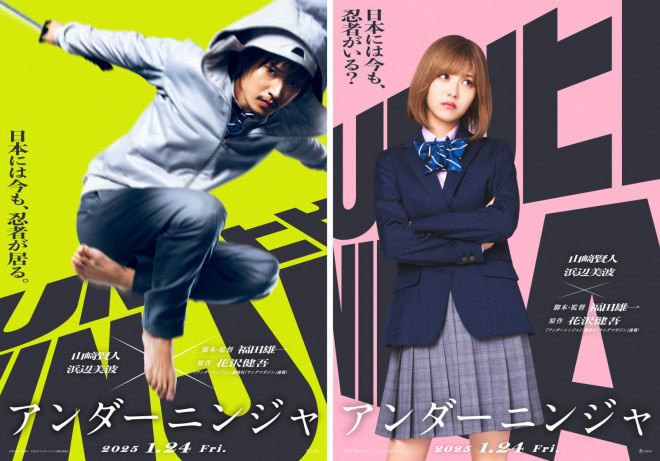 日本には今も、忍者が居る。
UNDER
NINJA
山﨑賢人
浜辺美波
脚本・監督 福田雄一
原作 花沢健吾
アンダーニンジャ
2025 1.24 Fri.
日本には今も、
忍者がいる?
UNDER
NINJA
山﨑賢人
浜辺美波
脚本・監督 福田雄一
原作 花沢健吾
アンダーニンジャ
2025 1.24 Fri.